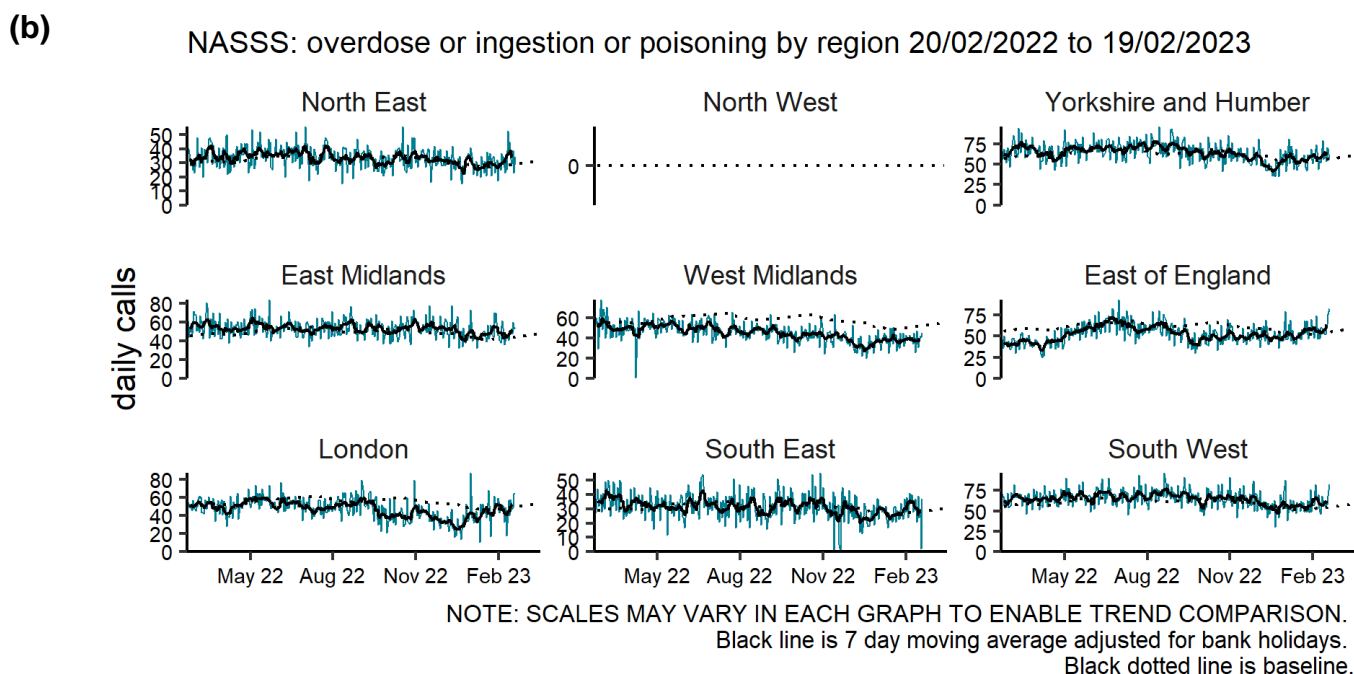 (b)
NASSS: overdose or ingestion or poisoning by region 20/02/2022 to 19/02/2023
North East
North West
Yorkshire and Humber
50
40
30
20
10
0
0
75
50
25
0
daily calls
East Midlands
West Midlands
East of England
80
60
40
20
0
60
40
20
0
75
50
25
0
London
South East
South West
80
60
40
20
0
50
40
30
20
10
0
75
50
25
0
May 22 Aug 22 Nov 22 Feb 23
May 22 Aug 22 Nov 22 Feb 23
May 22 Aug 22 Nov 22 Feb 23
NOTE: SCALES MAY VARY IN EACH GRAPH TO ENABLE TREND COMPARISON.
Black line is 7 day moving average adjusted for bank holidays.
Black dotted line is baseline.